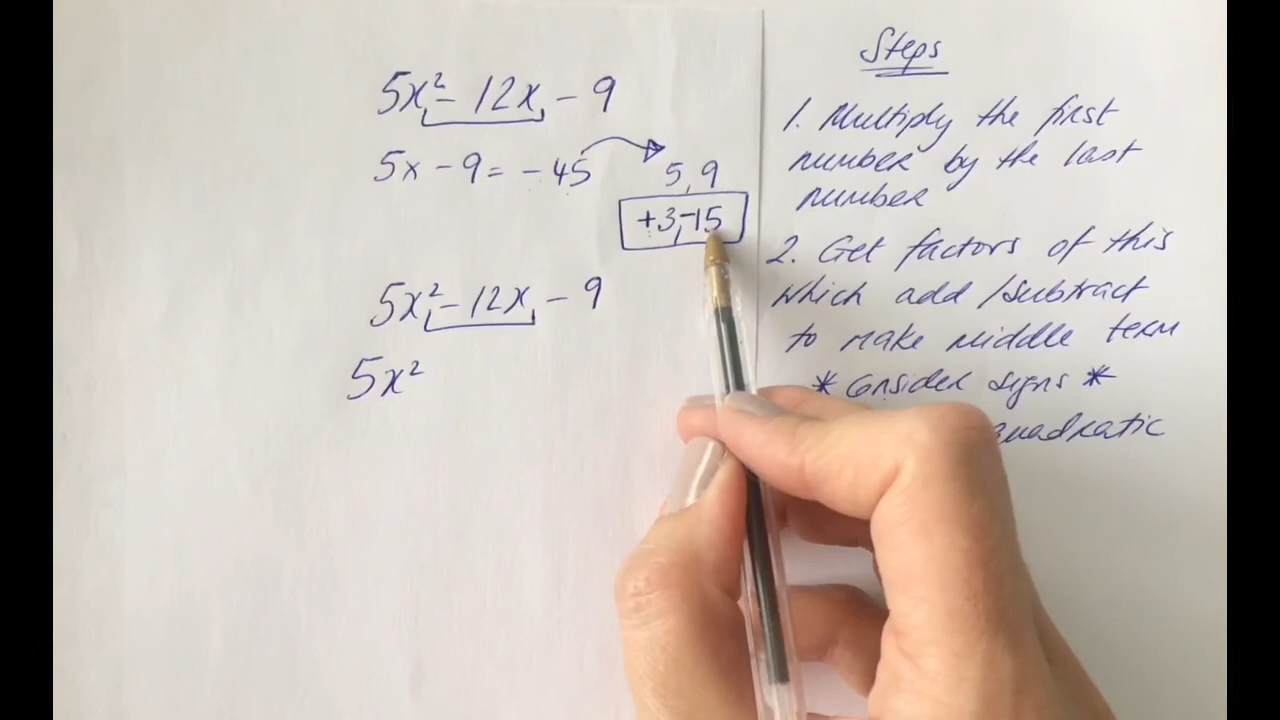 5x² - 12x - 9
5x - 9 = -45
5, 9
+3, -15
5x² - 12x - 9
5x²
Steps
1. Multiply the first
number by the last
number
2. Get factors of this
which add /subtract
to make middle term
* Consider signs *
quadratic